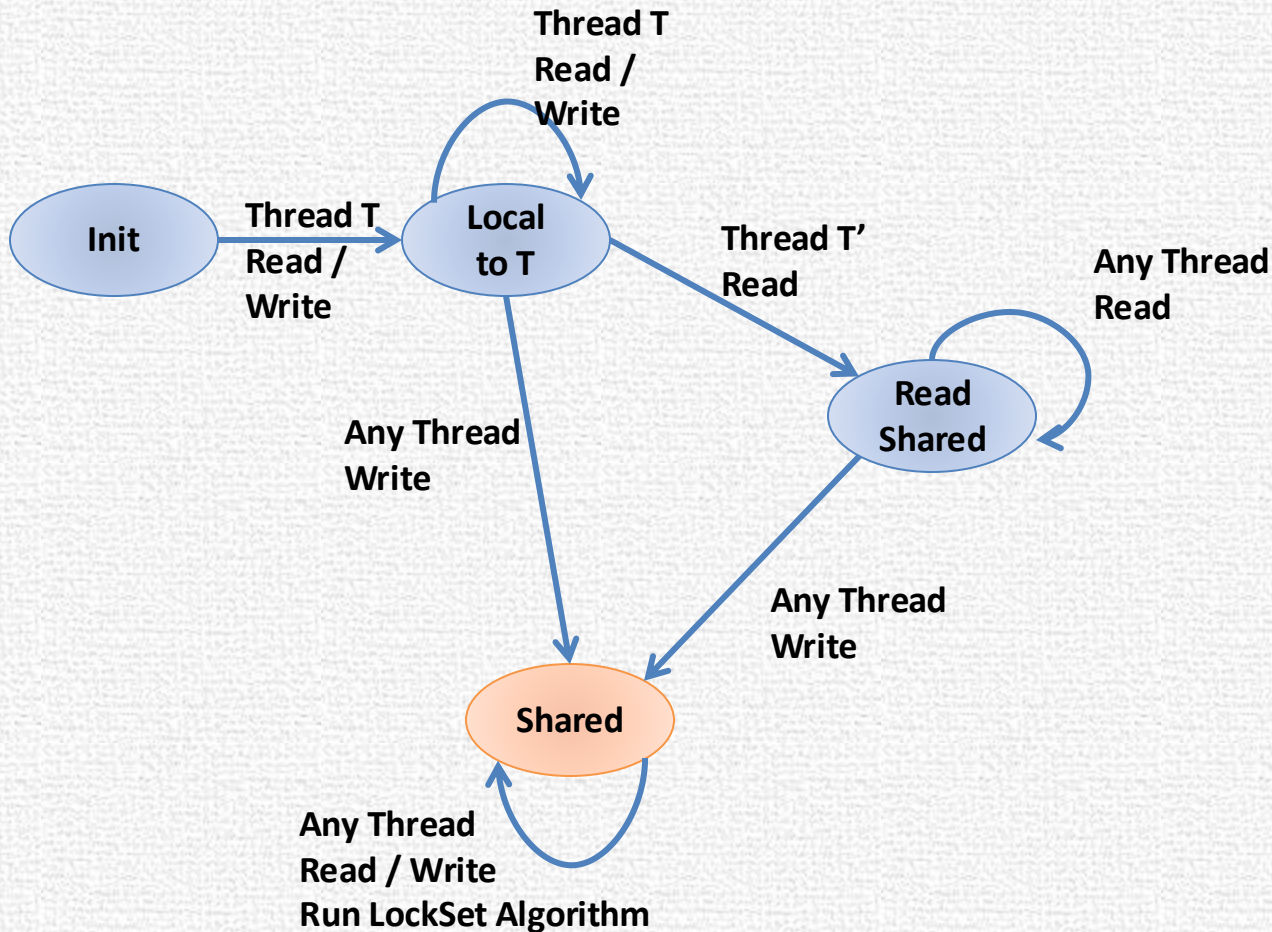 Thread T
Read /
Write
Init
Thread T
Read /
Write
Local
to T
Thread T’
Read
Any Thread
Read
Read
Shared
Any Thread
Write
Any Thread
Write
Shared
Any Thread
Read / Write
Run LockSet Algorithm